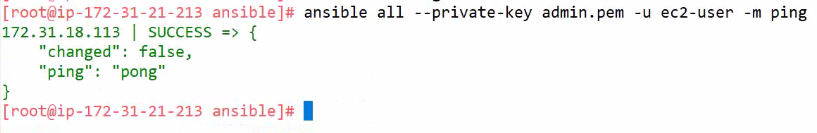 [root@ip-172-31-21-213 ansible]# ansible all --private-key admin.pem -u ec2-user -m ping
172.31.18.113 | SUCCESS => {
    "changed": false,
    "ping": "pong"
}
[root@ip-172-31-21-213 ansible]#